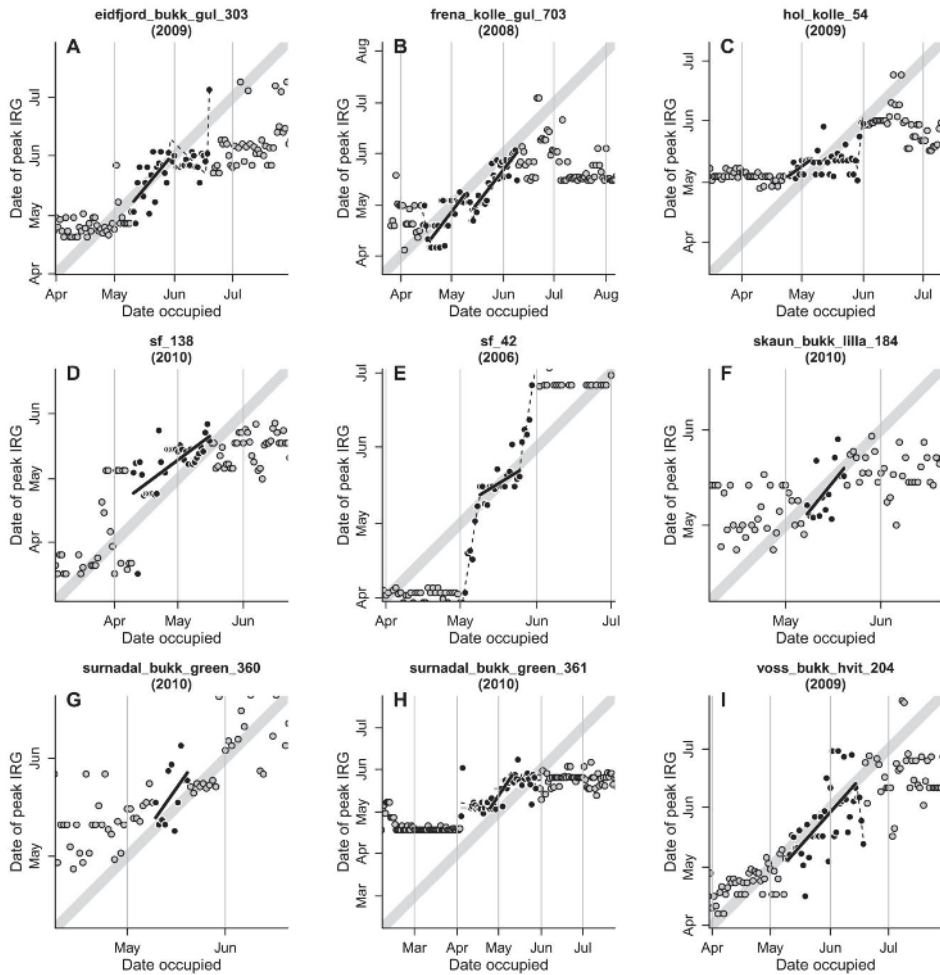 eidfjord_bukk_gul_303
(2009)
A
Date of peak IRG
Jul
Jun
May
Apr
Apr May Jun Jul
Date occupied
frena_kolle_gul_703
(2008)
B
Date of peak IRG
Aug
Jul
Jun
May
Apr
Apr May Jun Jul Aug
Date occupied
hol_kolle_54
(2009)
C
Date of peak IRG
Jul
Jun
May
Apr
Apr May Jun Jul
Date occupied
sf_138
(2010)
D
Date of peak IRG
Jun
May
Apr
Apr May Jun
Date occupied
sf_42
(2006)
E
Date of peak IRG
Jul
Jun
May
Apr
Apr May Jun Jul
Date occupied
skaun_bukk_lilla_184
(2010)
F
Date of peak IRG
Jun
May
May Jun
Date occupied
surnadal_bukk_green_360
(2010)
G
Date of peak IRG
Jun
May
May Jun
Date occupied
surnadal_bukk_green_361
(2010)
H
Date of peak IRG
Jul
Jun
May
Apr
Mar
Mar Apr May Jun Jul
Date occupied
voss_bukk_hvit_204
(2009)
I
Date of peak IRG
Jul
Jun
May
Apr
Apr May Jun Jul
Date occupied